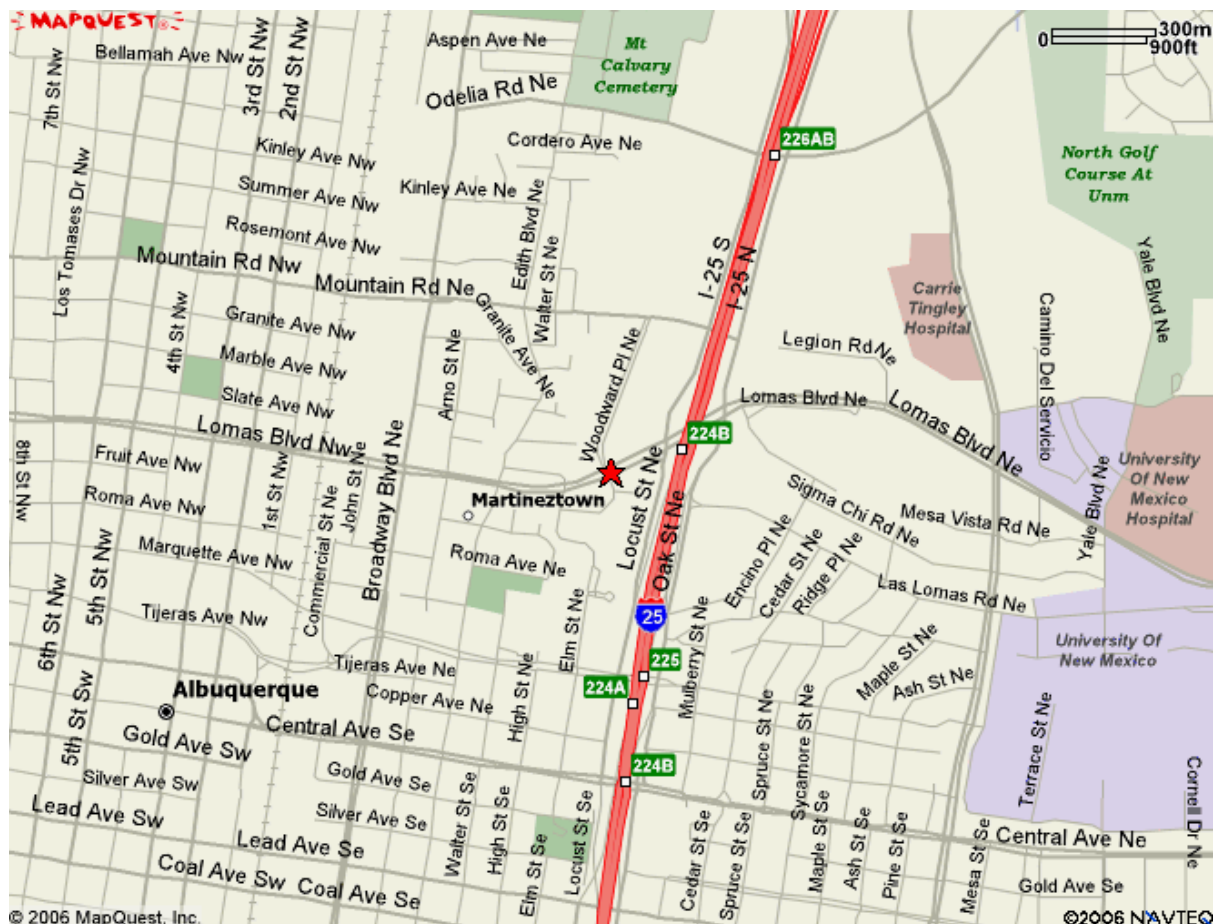 MAPQUEST®
Bellamah Ave Nw
3rd St Nw
2nd St Nw
Aspen Ave Ne
Mt
Calvary
Cemetery
0 300m
900ft
7th St Nw
Odelia Rd Ne
Cordero Ave Ne
226AB
North Golf
Course At
Unm
Kinley Ave Nw
Kinley Ave Ne
Summer Ave Nw
Los Tomases Dr Nw
Rosemont Ave Nw
Edith Blvd Ne
Walter St Ne
Mountain Rd Nw
Mountain Rd Ne
I-25 S
I-25 N
Yale Blvd Ne
Granite Ave Nw
Granite Ave Ne
Carrie
Tingley
Hospital
Camino Del Servicio
4th St Nw
Marble Ave Nw
Arno St Ne
Woodward Pl Ne
Legion Rd Ne
Slate Ave Nw
Lomas Blvd Nw
Lomas Blvd Ne
Lomas Blvd Ne
224B
8th St Nw
Fruit Ave Nw
1st St Nw
John St Ne
Broadway Blvd Ne
Martineztown
Locust St Ne
Oak St Ne
Sigma Chi Rd Ne
Mesa Vista Rd Ne
Yale Blvd Ne
University
Of New
Mexico
Hospital
Roma Ave Nw
Commercial St Ne
Roma Ave Ne
Marquette Ave Nw
5th St Nw
6th St Nw
Encino Pl Ne
Cedar St Ne
Ridge Pl Ne
Las Lomas Rd Ne
Tijeras Ave Nw
Elm St Ne
25
University Of
New Mexico
Tijeras Ave Ne
225
Mulberry St Ne
Maple St Ne
Ash St Ne
Albuquerque
Copper Ave Ne
High St Ne
224A
5th St Sw
Gold Ave Sw
Central Ave Se
224B
Spruce St Ne
Sycamore St Ne
Terrace St Ne
Cornell Dr Ne
Silver Ave Sw
Gold Ave Se
Lead Ave Sw
Silver Ave Se
Walter St Se
High St Se
Elm St Se
Locust St Se
Cedar St Se
Spruce St Se
Maple St Se
Ash St Se
Pine St Se
Mesa St Se
Central Ave Ne
Lead Ave Se
Coal Ave Sw
Coal Ave Se
Gold Ave Se
© 2006 MapQuest, Inc.
©2006 NAVTEQ